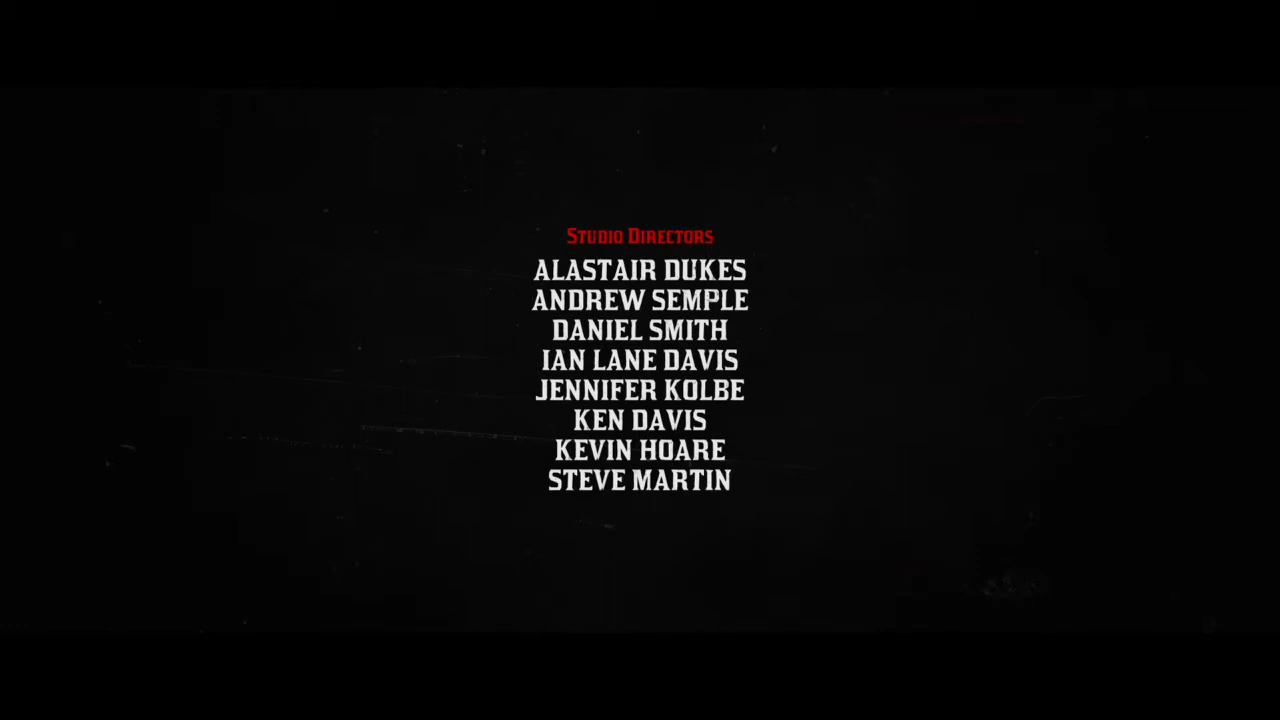 Studio Directors
ALASTAIR DUKES
ANDREW SEMPLE
DANIEL SMITH
IAN LANE DAVIS
JENNIFER KOLBE
KEN DAVIS
KEVIN HOARE
STEVE MARTIN